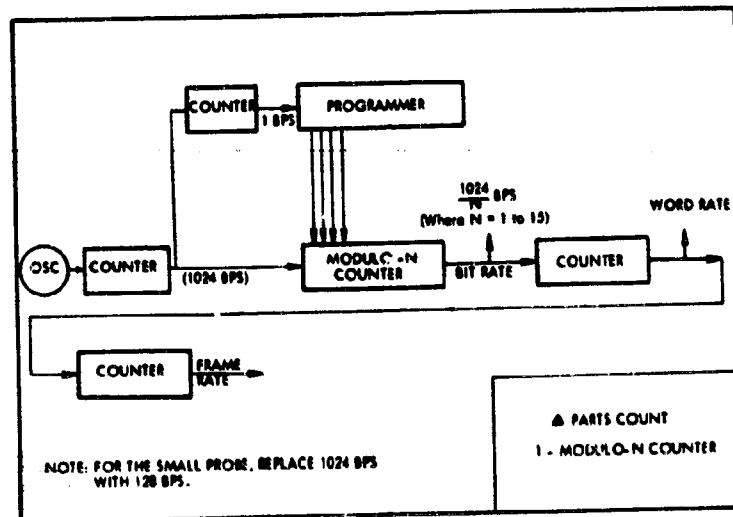 COUNTER
1 BPS
PROGRAMMER
1024
N BPS
(Where N = 1 to 15)
WORD RATE
OSC
COUNTER
(1024 BPS)
MODULO-N
COUNTER
BIT RATE
COUNTER
COUNTER
FRAME
RATE
NOTE: FOR THE SMALL PROBE, REPLACE 1024 BPS
WITH 128 BPS.
▲ PARTS COUNT
1 - MODULO-N COUNTER